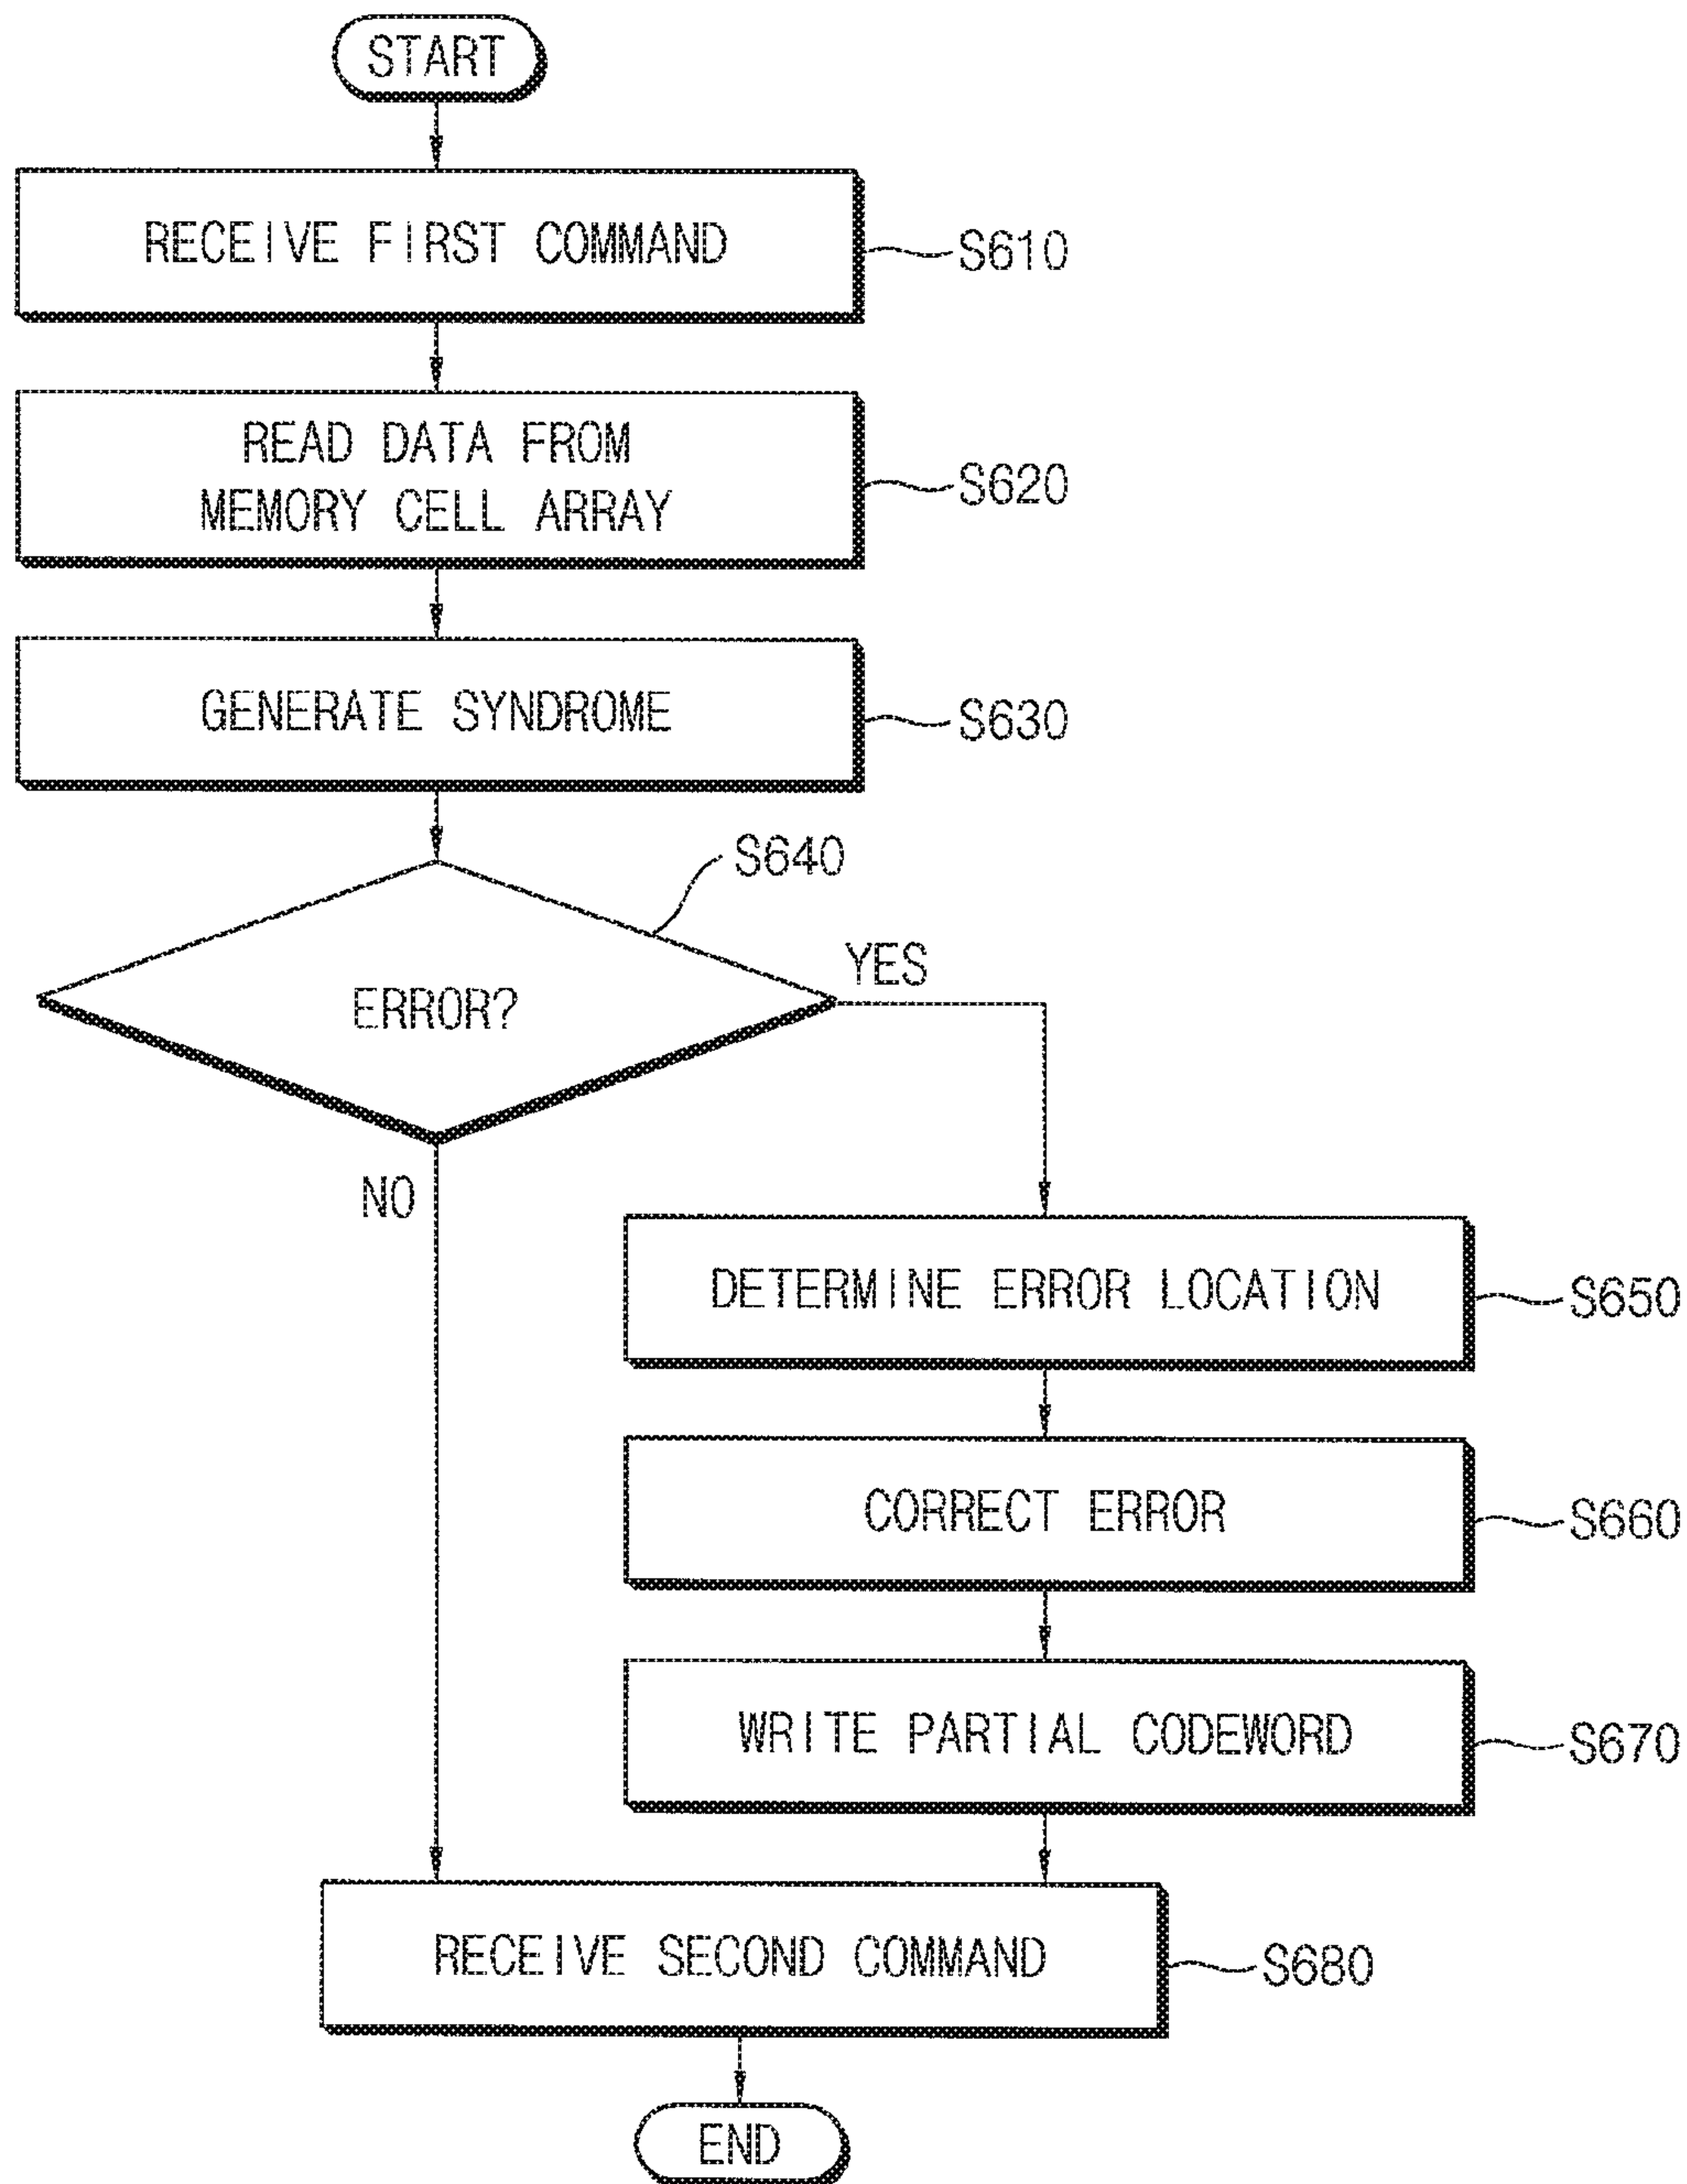 START
RECEIVE FIRST COMMAND
S610
READ DATA FROM
MEMORY CELL ARRAY
S620
GENERATE SYNDROME
S630
S640
ERROR?
YES
NO
DETERMINE ERROR LOCATION
S650
CORRECT ERROR
S660
WRITE PARTIAL CODEWORD
S670
RECEIVE SECOND COMMAND
S680
END